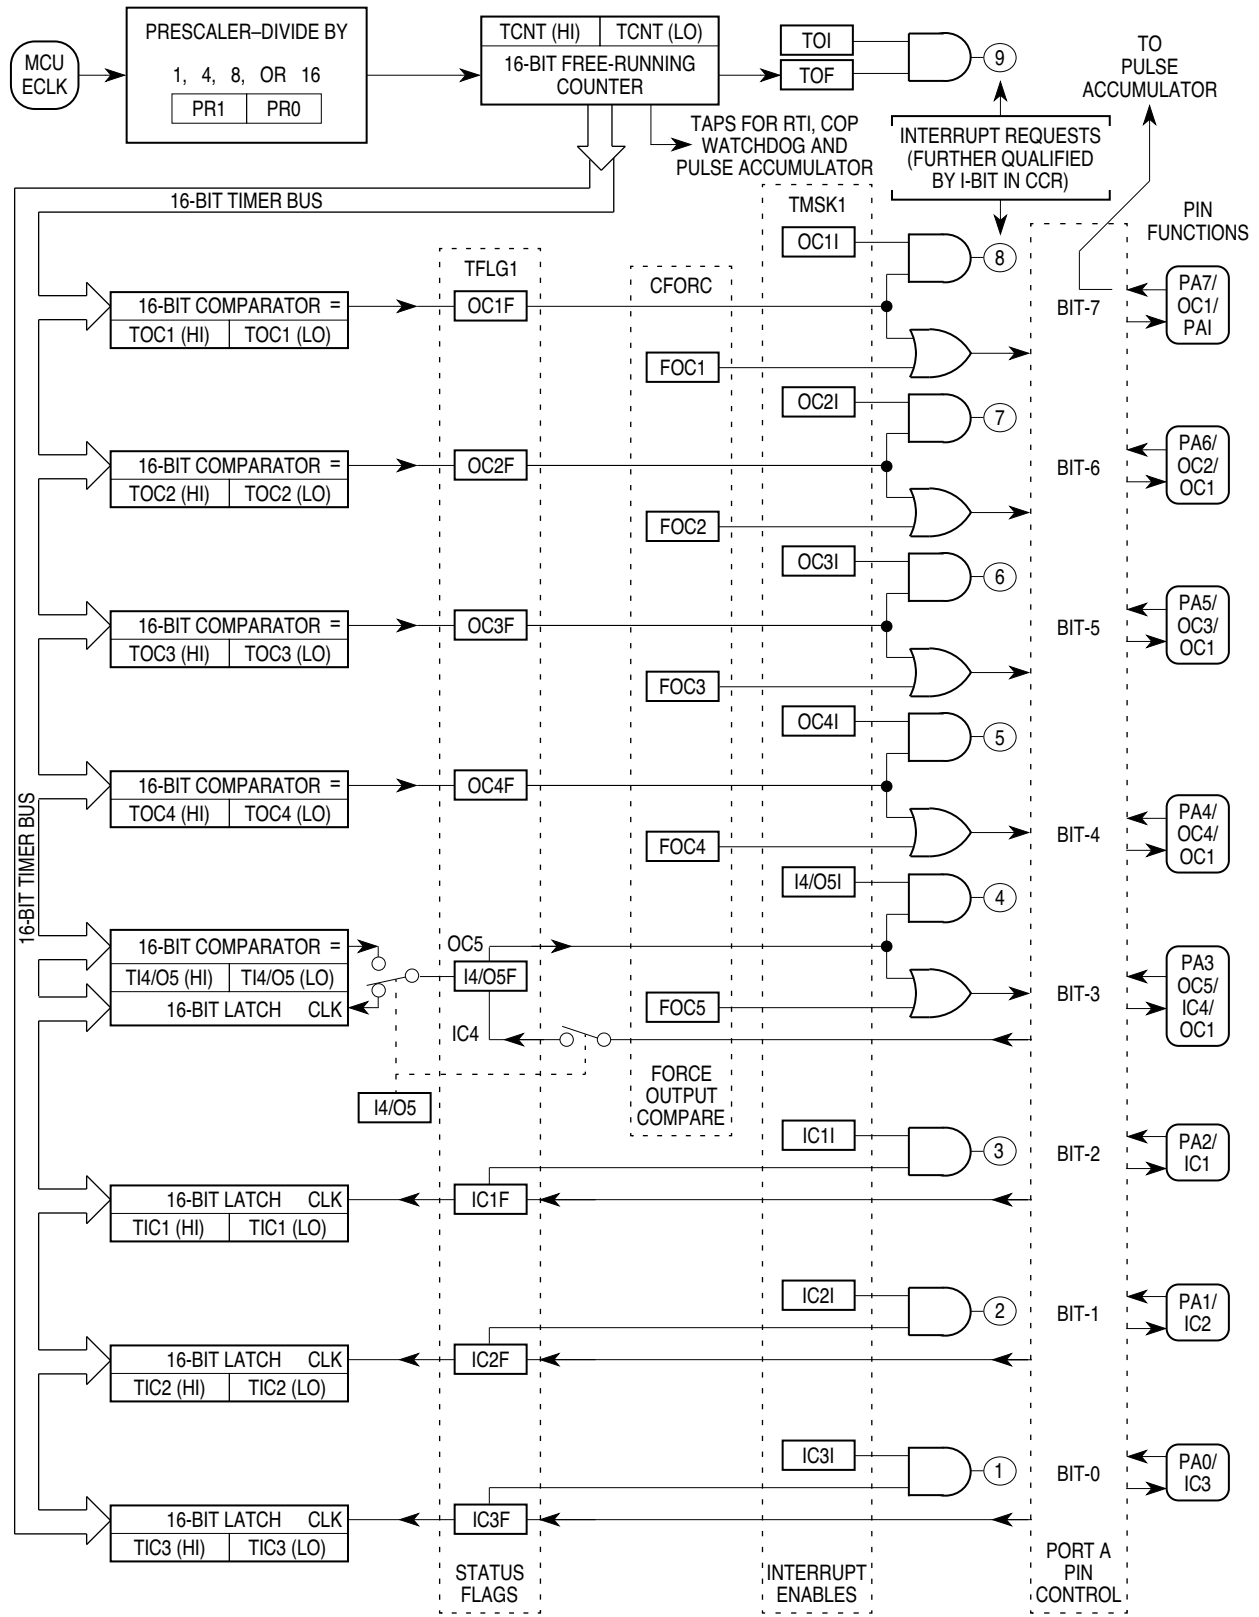 MCU
ECLK
PRESCALER–DIVIDE BY
1, 4, 8, OR 16
PR1 PR0
TCNT (HI) TCNT (LO)
16-BIT FREE-RUNNING
COUNTER
TOI
TOF
9
TO
PULSE
ACCUMULATOR
TAPS FOR RTI, COP
WATCHDOG AND
PULSE ACCUMULATOR
INTERRUPT REQUESTS
(FURTHER QUALIFIED
BY I-BIT IN CCR)
16-BIT TIMER BUS
TMSK1
PIN
FUNCTIONS
OC1I
8
TFLG1
CFORC
16-BIT COMPARATOR =
TOC1 (HI) TOC1 (LO)
OC1F
FOC1
BIT-7
PA7/
OC1/
PAI
OC2I
7
16-BIT COMPARATOR =
TOC2 (HI) TOC2 (LO)
OC2F
FOC2
BIT-6
PA6/
OC2/
OC1
OC3I
6
16-BIT COMPARATOR =
TOC3 (HI) TOC3 (LO)
OC3F
FOC3
BIT-5
PA5/
OC3/
OC1
OC4I
5
16-BIT COMPARATOR =
TOC4 (HI) TOC4 (LO)
OC4F
FOC4
BIT-4
PA4/
OC4/
OC1
16-BIT TIMER BUS
I4/O5I
4
16-BIT COMPARATOR =
TI4/O5 (HI) TI4/O5 (LO)
16-BIT LATCH CLK
OC5
I4/O5F
IC4
FOC5
BIT-3
PA3
OC5/
IC4/
OC1
I4/O5
FORCE
OUTPUT
COMPARE
IC1I
3
16-BIT LATCH CLK
TIC1 (HI) TIC1 (LO)
IC1F
BIT-2
PA2/
IC1
IC2I
2
16-BIT LATCH CLK
TIC2 (HI) TIC2 (LO)
IC2F
BIT-1
PA1/
IC2
IC3I
1
16-BIT LATCH CLK
TIC3 (HI) TIC3 (LO)
IC3F
BIT-0
PA0/
IC3
STATUS
FLAGS
INTERRUPT
ENABLES
PORT A
PIN
CONTROL